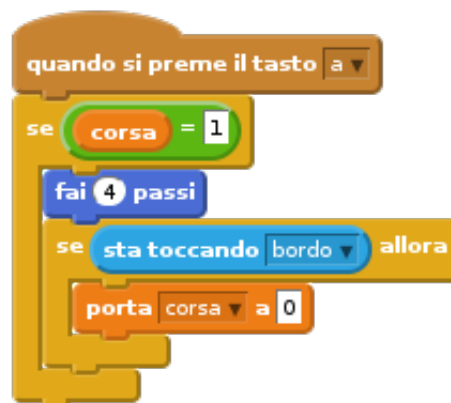 quando si preme il tasto a
se corsa = 1
fai 4 passi
se sta toccando bordo allora
porta corsa a 0